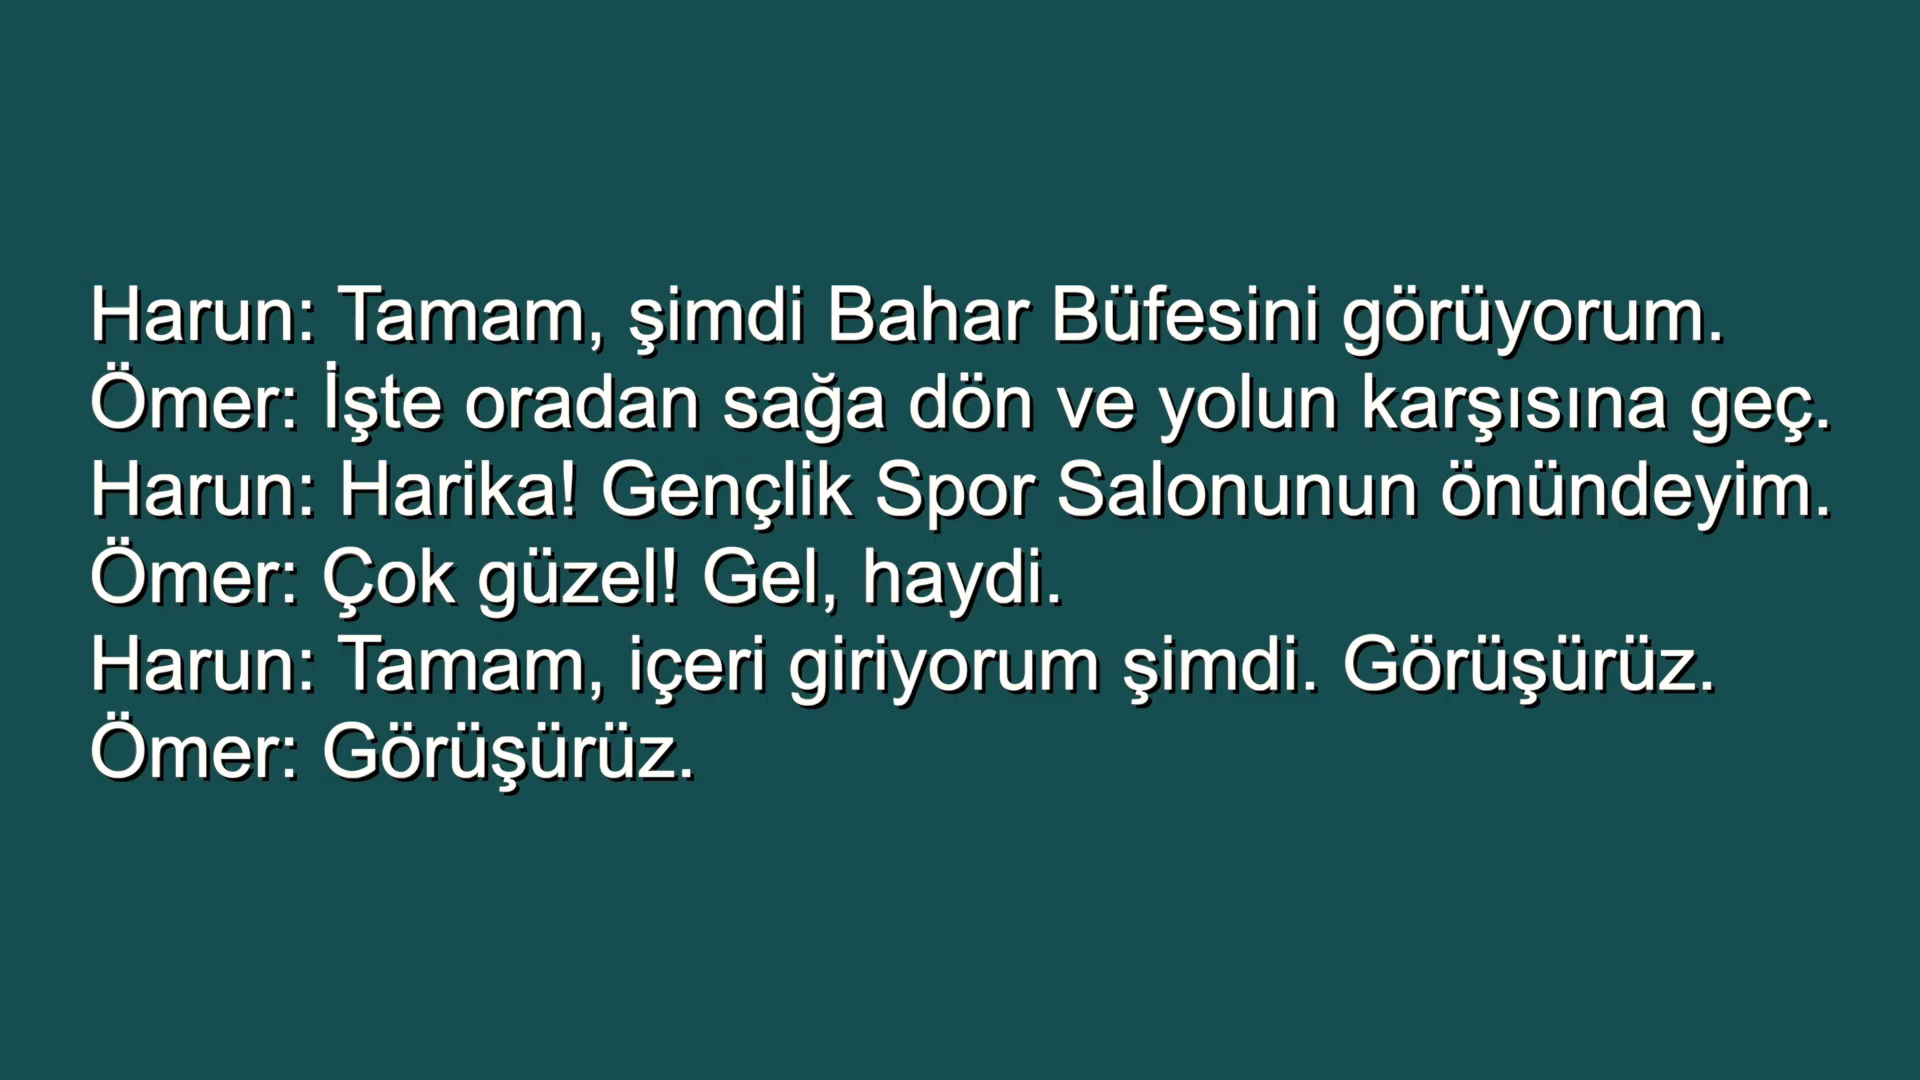 Harun: Tamam, şimdi Bahar Büfesini görüyorum.
Ömer: İşte oradan sağa dön ve yolun karşısına geç.
Harun: Harika! Gençlik Spor Salonunun önündeyim.
Ömer: Çok güzel! Gel, haydi.
Harun: Tamam, içeri giriyorum şimdi. Görüşürüz.
Ömer: Görüşürüz.